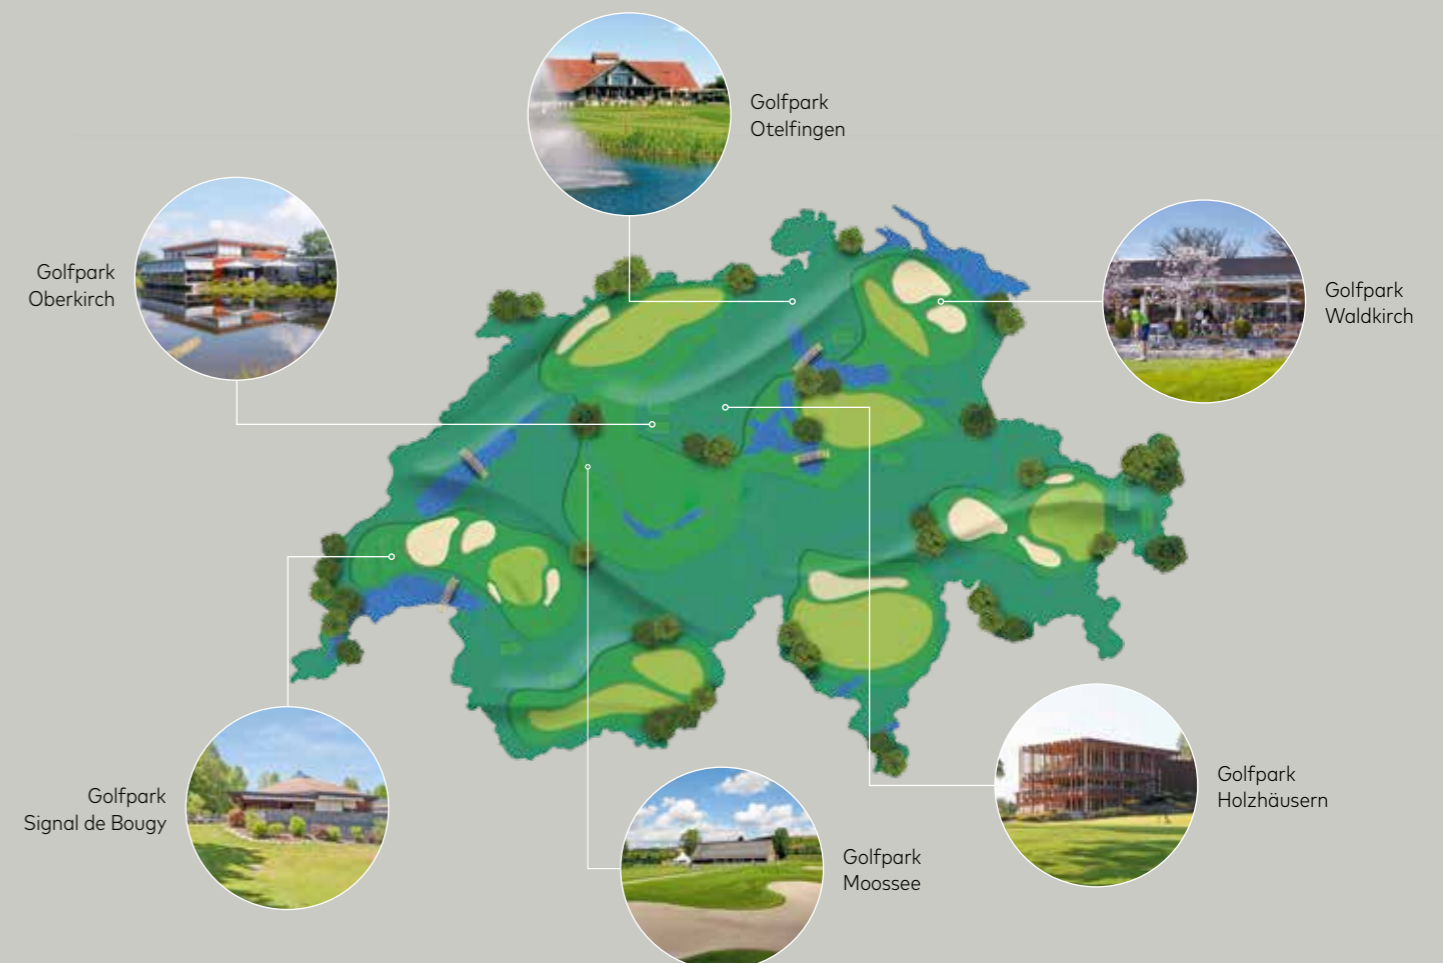 Golfpark
Otelfingen
Golfpark
Oberkirch
Golfpark
Waldkirch
Golfpark
Signal de Bougy
Golfpark
Moossee
Golfpark
Holzhäusern